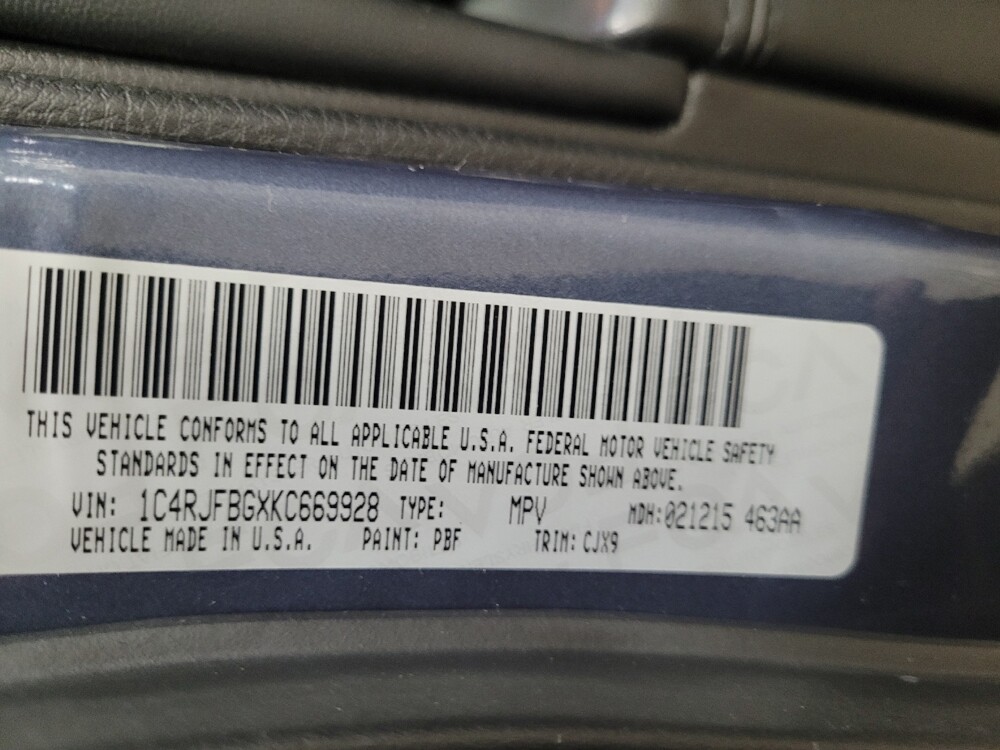 THIS VEHICLE CONFORMS TO ALL APPLICABLE U.S.A. FEDERAL MOTOR VEHICLE SAFETY
STANDARDS IN EFFECT ON THE DATE OF MANUFACTURE SHOWN ABOVE.
VIN: 1C4RJFBGXKC669928 TYPE: MPV MDH:021215 463AA
VEHICLE MADE IN U.S.A. PAINT: PBF TRIM: CJX9